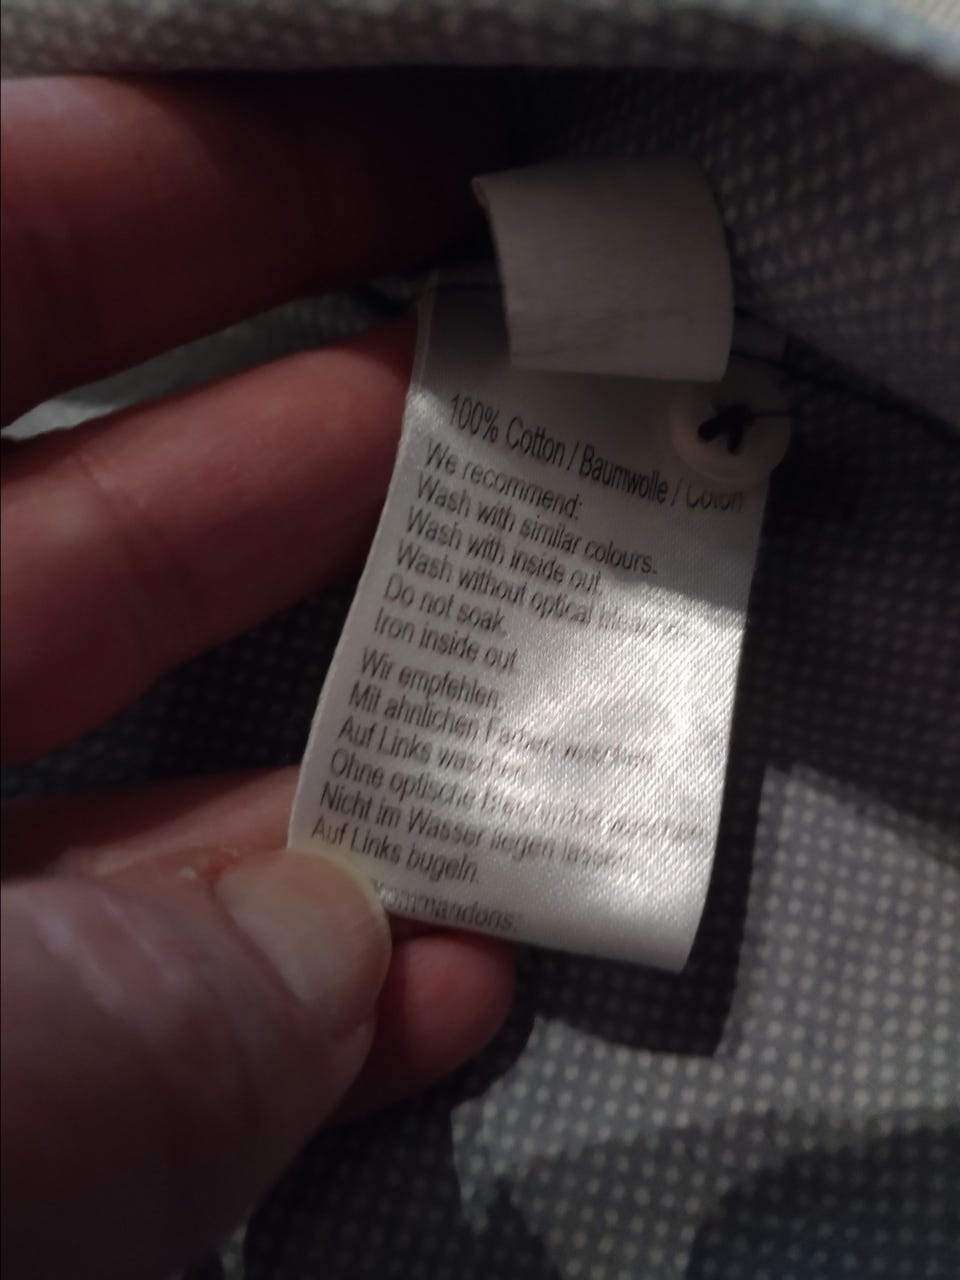 100% Cotton / Baumwolle / Coton
We recommend:
Wash with similar colours.
Wash with inside out.
Wash without optical
Do not soak.
Iron inside out.
Wir empfehlen:
Mit ahnlichen Farben waschen.
Auf Links waschen.
Ohne optische
Nicht im Wasser liegen lassen.
Auf Links bugeln.